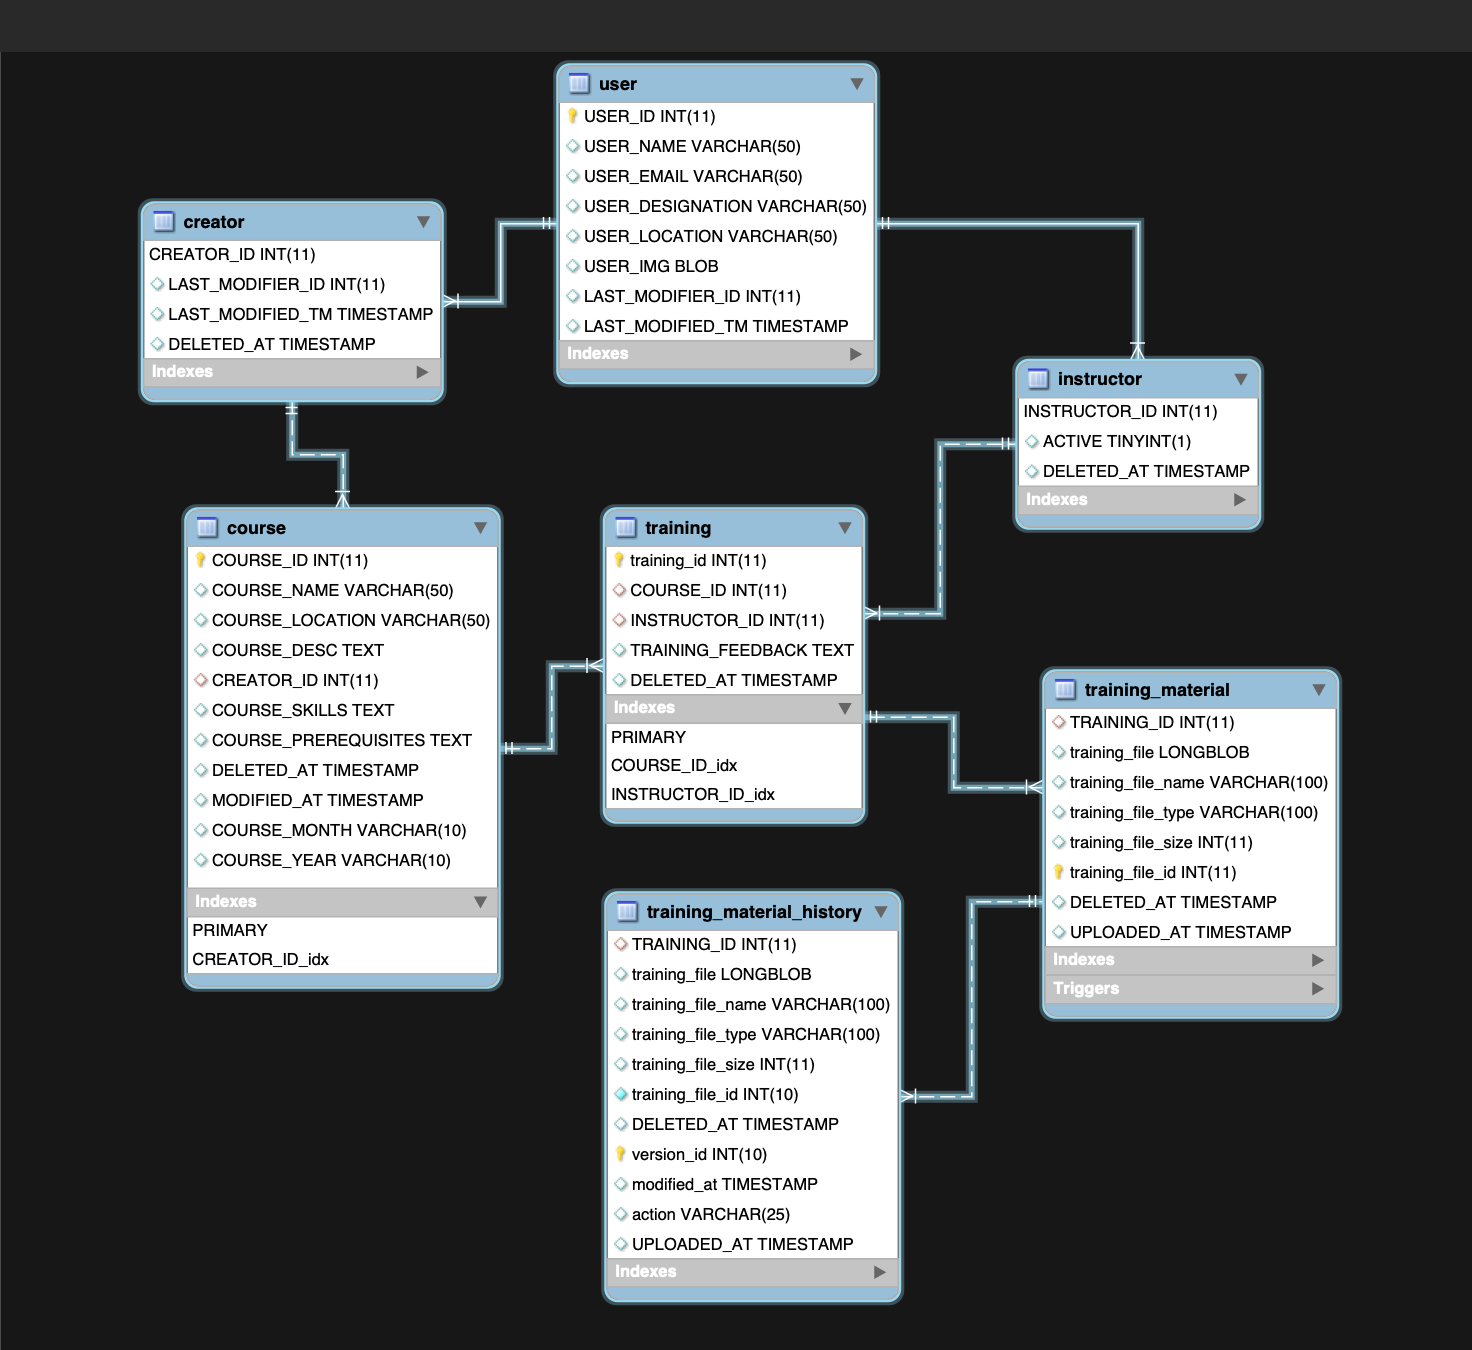 user
USER_ID INT(11)
USER_NAME VARCHAR(50)
USER_EMAIL VARCHAR(50)
USER_DESIGNATION VARCHAR(50)
USER_LOCATION VARCHAR(50)
USER_IMG BLOB
LAST_MODIFIER_ID INT(11)
LAST_MODIFIED_TM TIMESTAMP
Indexes
creator
CREATOR_ID INT(11)
LAST_MODIFIER_ID INT(11)
LAST_MODIFIED_TM TIMESTAMP
DELETED_AT TIMESTAMP
Indexes
instructor
INSTRUCTOR_ID INT(11)
ACTIVE TINYINT(1)
DELETED_AT TIMESTAMP
Indexes
course
COURSE_ID INT(11)
COURSE_NAME VARCHAR(50)
COURSE_LOCATION VARCHAR(50)
COURSE_DESC TEXT
CREATOR_ID INT(11)
COURSE_SKILLS TEXT
COURSE_PREREQUISITES TEXT
DELETED_AT TIMESTAMP
MODIFIED_AT TIMESTAMP
COURSE_MONTH VARCHAR(10)
COURSE_YEAR VARCHAR(10)
Indexes
PRIMARY
CREATOR_ID_idx
training
training_id INT(11)
COURSE_ID INT(11)
INSTRUCTOR_ID INT(11)
TRAINING_FEEDBACK TEXT
DELETED_AT TIMESTAMP
Indexes
PRIMARY
COURSE_ID_idx
INSTRUCTOR_ID_idx
training_material
TRAINING_ID INT(11)
training_file LONGBLOB
training_file_name VARCHAR(100)
training_file_type VARCHAR(100)
training_file_size INT(11)
training_file_id INT(11)
DELETED_AT TIMESTAMP
UPLOADED_AT TIMESTAMP
Indexes
Triggers
training_material_history
TRAINING_ID INT(11)
training_file LONGBLOB
training_file_name VARCHAR(100)
training_file_type VARCHAR(100)
training_file_size INT(11)
training_file_id INT(10)
DELETED_AT TIMESTAMP
version_id INT(10)
modified_at TIMESTAMP
action VARCHAR(25)
UPLOADED_AT TIMESTAMP
Indexes